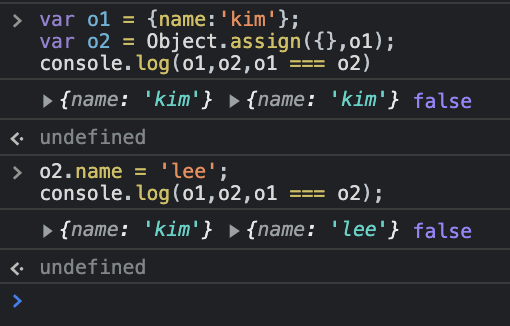 > var o1 = {name:'kim'};
var o2 = Object.assign({},o1);
console.log(o1,o2,o1 === o2)
▶{name: 'kim'} ▶{name: 'kim'} false
<· undefined
> o2.name = 'lee';
console.log(o1,o2,o1 === o2);
▶{name: 'kim'} ▶{name: 'lee'} false
<· undefined
>